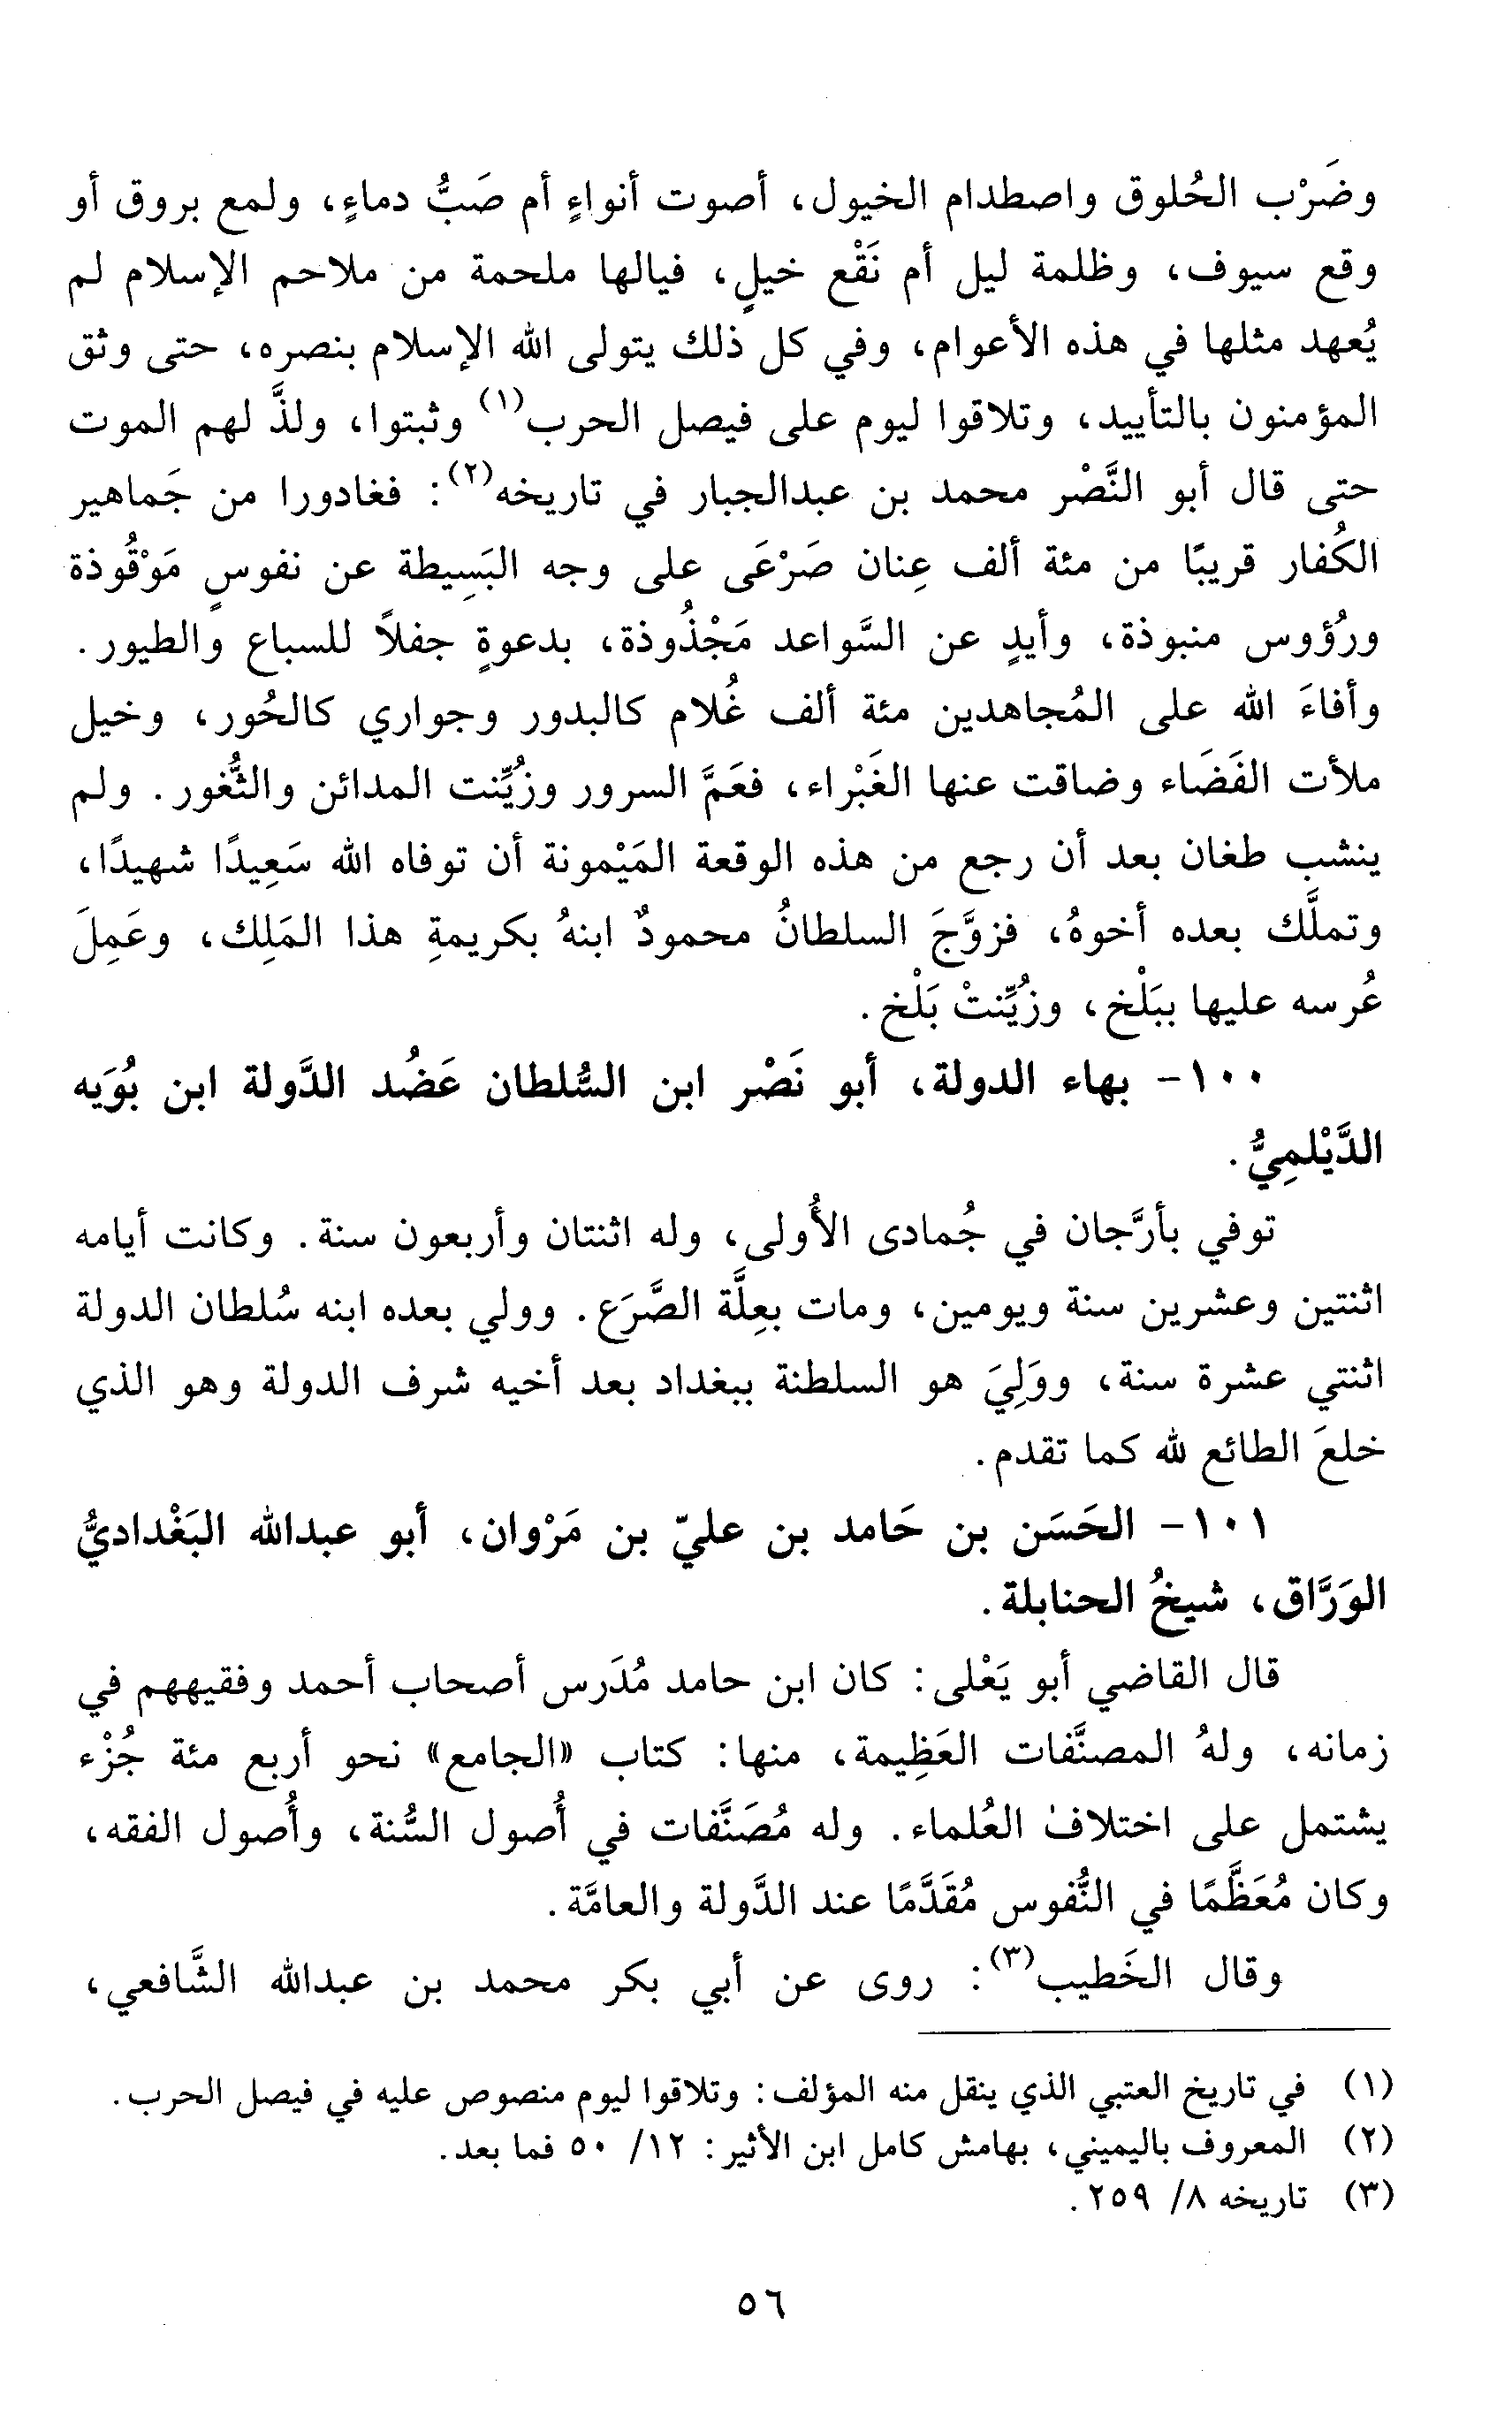 وضَرْب الحُلوق واصطدام الخيول، أصوت أنواءٍ أم صَبُّ دماءٍ، ولمع بروق أو
وقع سيوف، وظلمة ليل أم نَقْع خيلٍ، فيالها ملحمة من ملاحم الإسلام لم
يُعهد مثلها في هذه الأعوام، وفي كل ذلك يتولى الله الإسلام بنصره، حتى وثق
المؤمنون بالتأييد، وتلاقوا ليوم على فيصل الحرب(١) وثبتوا، ولذَّ لهم الموت
حتى قال أبو النَّضْر محمد بن عبدالجبار في تاريخه(٢): فغادورا من جَماهير
الكُفار قريبًا من مئة ألف عِنان صَرْعَى على وجه البَسِيطة عن نفوسٍ مَوْقُوذة
ورُؤوس منبوذة، وأيدٍ عن السَّواعد مَجْذُوذة، بدعوةٍ جفلاً للسباع والطيور.
وأفاءَ الله على المُجاهدين مئة ألف غُلام كالبدور وجواري كالحُور، وخيل
ملأت الفَضَاء وضاقت عنها الغَبْراء، فعَمَّ السرور وزُيِّنت المدائن والثُّغور. ولم
ينشب طغان بعد أن رجع من هذه الوقعة المَيْمونة أن توفاه الله سَعِيدًا شهيدًا،
وتملَّك بعده أخوهُ، فزوَّجَ السلطانُ محمودٌ ابنهُ بكريمةِ هذا المَلِك، وعَمِلَ
عُرسه عليها ببَلْخ، وزُيِّنتْ بَلْخ.
١٠٠- بهاء الدولة، أبو نَصْر ابن السُّلطان عَضُد الدَّولة ابن بُوَيه
الدَّيْلمِيُّ.
توفي بأرَّجان في جُمادى الأُولى، وله اثنتان وأربعون سنة. وكانت أيامه
اثنتين وعشرين سنة ويومين، ومات بعِلَّة الصَّرَع. وولي بعده ابنه سُلطان الدولة
اثنتي عشرة سنة، ووَلِيَ هو السلطنة ببغداد بعد أخيه شرف الدولة وهو الذي
خلعَ الطائع لله كما تقدم.
١٠١- الحَسَن بن حَامد بن عليّ بن مَرْوان، أبو عبدالله البَغْداديُّ
الوَرَّاق، شيخُ الحنابلة.
قال القاضي أبو يَعْلى: كان ابن حامد مُدَرس أصحاب أحمد وفقيههم في
زمانه، ولهُ المصنَّفات العَظِيمة، منها: كتاب «الجامع» نحو أربع مئة جُزْء
يشتمل على اختلاف العُلماء. وله مُصَنَّفات في أُصول السُّنة، وأُصول الفقه،
وكان مُعَظَّمًا في النُّفوس مُقَدَّمًا عند الدَّولة والعامَّة.
وقال الخَطيب(٣): روى عن أبي بكر محمد بن عبدالله الشَّافعي،
(١) في تاريخ العتبي الذي ينقل منه المؤلف: وتلاقوا ليوم منصوص عليه في فيصل الحرب.
(٢) المعروف باليميني، بهامش كامل ابن الأثير: ١٢/ ٥٠ فما بعد.
(٣) تاريخه ٨/ ٢٥٩.
٥٦